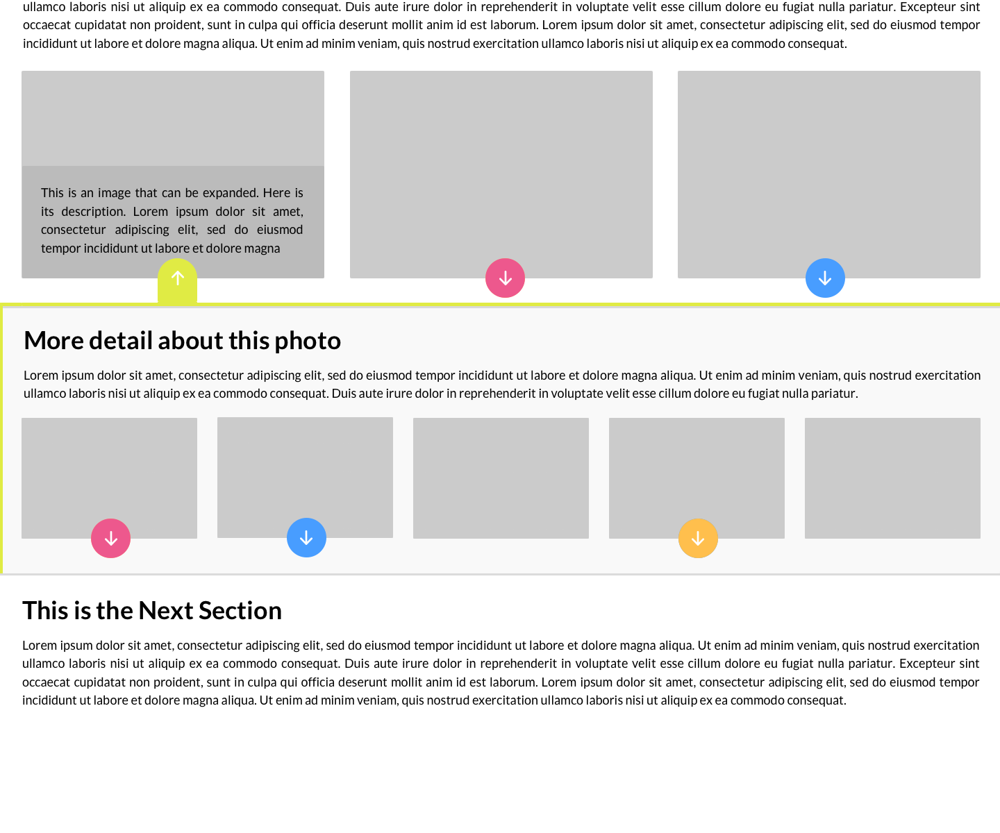 ullamco laboris nisi ut aliquip ex ea commodo consequat. Duis aute irure dolor in reprehenderit in voluptate velit esse cillum dolore eu fugiat nulla pariatur. Excepteur sint
occaecat cupidatat non proident, sunt in culpa qui officia deserunt mollit anim id est laborum. Lorem ipsum dolor sit amet, consectetur adipiscing elit, sed do eiusmod tempor
incididunt ut labore et dolore magna aliqua. Ut enim ad minim veniam, quis nostrud exercitation ullamco laboris nisi ut aliquip ex ea commodo consequat.
This is an image that can be expanded. Here is
its description. Lorem ipsum dolor sit amet,
consectetur adipiscing elit, sed do eiusmod
tempor incididunt ut labore et dolore magna
More detail about this photo
Lorem ipsum dolor sit amet, consectetur adipiscing elit, sed do eiusmod tempor incididunt ut labore et dolore magna aliqua. Ut enim ad minim veniam, quis nostrud exercitation
ullamco laboris nisi ut aliquip ex ea commodo consequat. Duis aute irure dolor in reprehenderit in voluptate velit esse cillum dolore eu fugiat nulla pariatur.
This is the Next Section
Lorem ipsum dolor sit amet, consectetur adipiscing elit, sed do eiusmod tempor incididunt ut labore et dolore magna aliqua. Ut enim ad minim veniam, quis nostrud exercitation
ullamco laboris nisi ut aliquip ex ea commodo consequat. Duis aute irure dolor in reprehenderit in voluptate velit esse cillum dolore eu fugiat nulla pariatur. Excepteur sint
occaecat cupidatat non proident, sunt in culpa qui officia deserunt mollit anim id est laborum. Lorem ipsum dolor sit amet, consectetur adipiscing elit, sed do eiusmod tempor
incididunt ut labore et dolore magna aliqua. Ut enim ad minim veniam, quis nostrud exercitation ullamco laboris nisi ut aliquip ex ea commodo consequat.